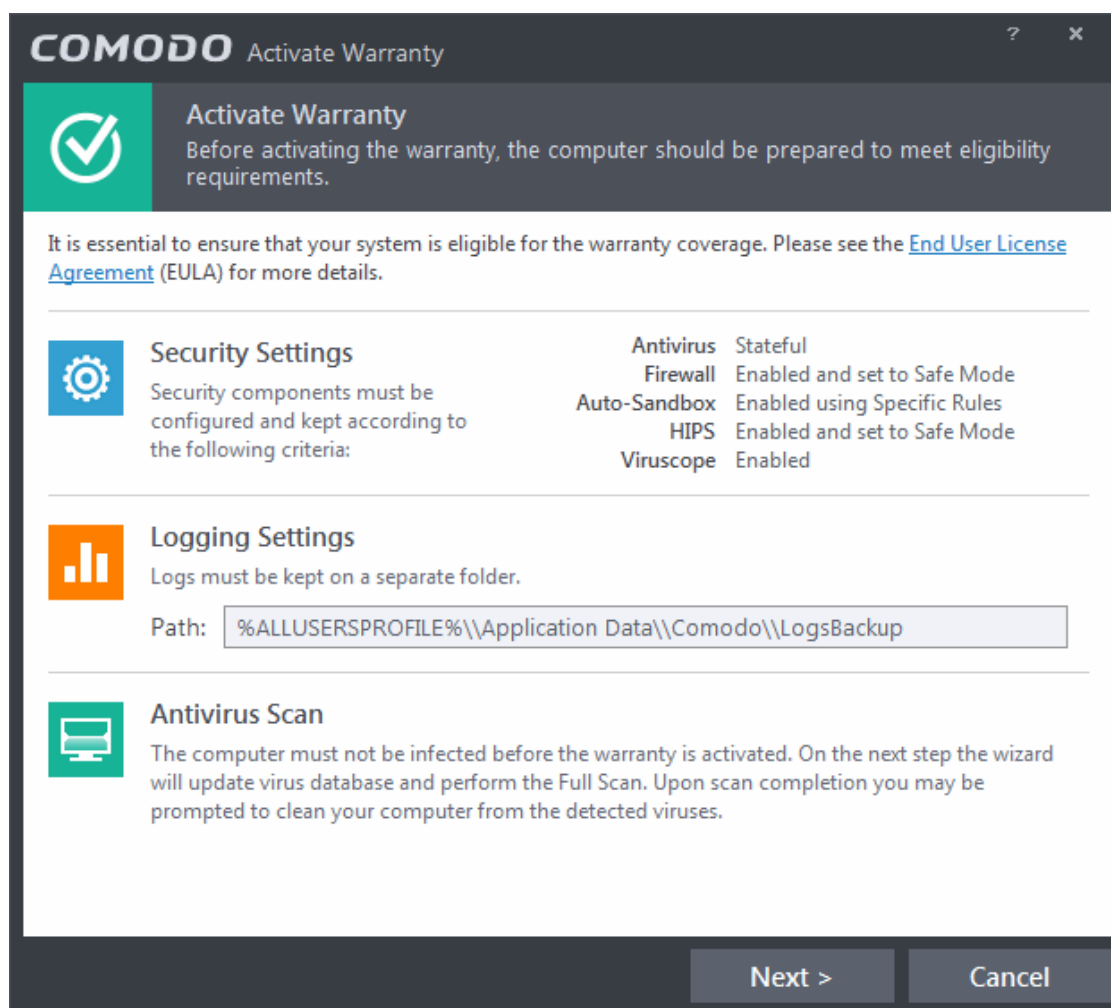 COMODO Activate Warranty
? ×
Activate Warranty
Before activating the warranty, the computer should be prepared to meet eligibility
requirements.
It is essential to ensure that your system is eligible for the warranty coverage. Please see the End User License
Agreement (EULA) for more details.
Security Settings
Security components must be
configured and kept according to
the following criteria:
Antivirus Stateful
Firewall Enabled and set to Safe Mode
Auto-Sandbox Enabled using Specific Rules
HIPS Enabled and set to Safe Mode
Viruscope Enabled
Logging Settings
Logs must be kept on a separate folder.
Path: %ALLUSERSPROFILE%\\Application Data\\Comodo\\LogsBackup
Antivirus Scan
The computer must not be infected before the warranty is activated. On the next step the wizard
will update virus database and perform the Full Scan. Upon scan completion you may be
prompted to clean your computer from the detected viruses.
Next > Cancel